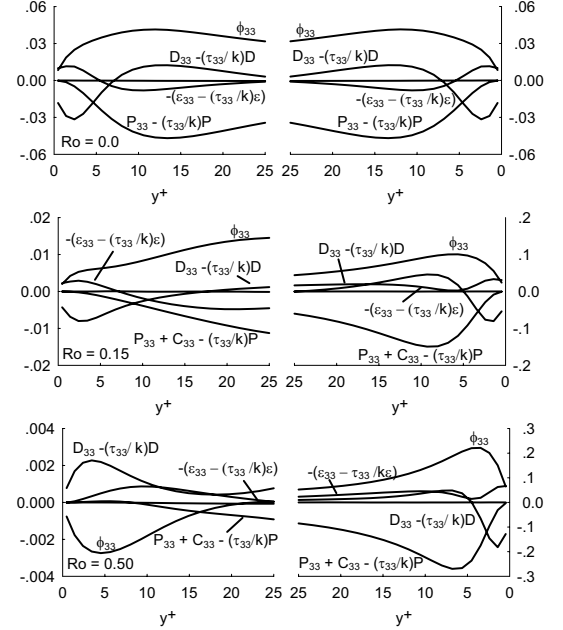 .06 .03 0.00 -.03 -.06
ϕ33
D33 -(τ33/ k)D
-(ε33 – (τ33/k)ε)
P33 - (τ33/k)P
Ro = 0.0
0 5 10 15 20 25
y+
ϕ33
D33 -(τ33/ k)D
-(ε33 – (τ33/k)ε)
P33 - (τ33/k)P
.06 .03 0.00 -.03 -.06
25 20 15 10 5 0
y+
.02 .01 0.00 -.01 -.02
-(ε33 – (τ33 /k)ε)
ϕ33
D33 -(τ33/ k)D
P33 + C33 - (τ33/k)P
Ro = 0.15
0 5 10 15 20 25
y+
D33 -(τ33/ k)D
ϕ33
-(ε33 – (τ33/k)ε)
P33 + C33 - (τ33/k)P
.2 .1 0.0 -.1 -.2
25 20 15 10 5 0
y+
.004 .002 0.000 -.002 -.004
D33 -(τ33/k)D
-(ε33 – (τ33/k)ε)
ϕ33
P33 + C33 - (τ33/k)P
Ro = 0.50
0 5 10 15 20 25
y+
ϕ33
-(ε33 – τ33 /kε)
D33 -(τ33/k)D
P33 + C33 - (τ33/k)P
.3 .2 .1 0.0 -.1 -.2 -.3
25 20 15 10 5 0
y+